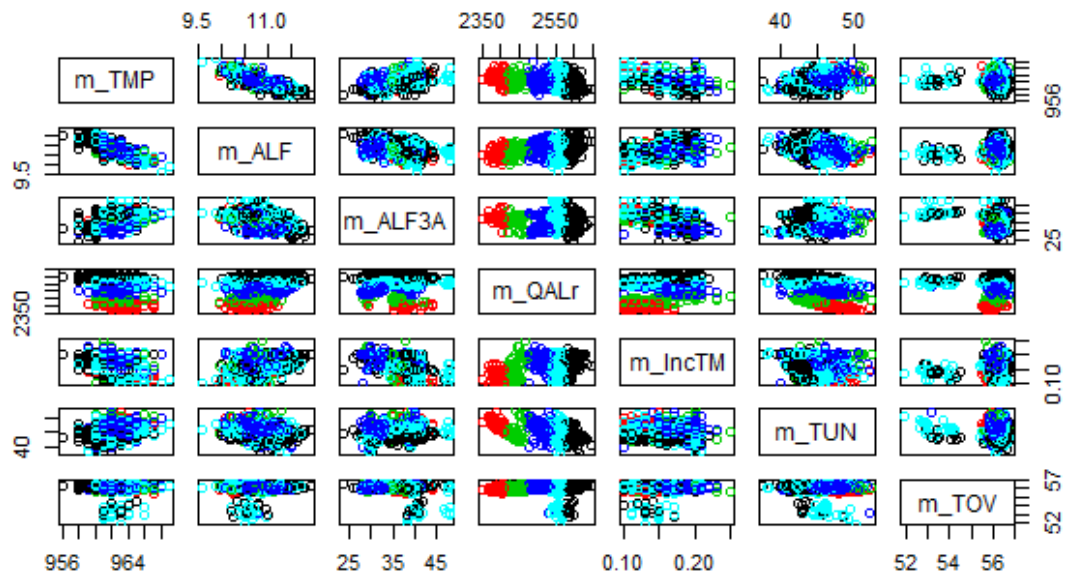 9.5 11.0 2350 2550 40 50
m_TMP 956
9.5 m_ALF
m_ALF3A 25
2350 m_QALr
m_IncTM 0.10
40 m_TUN
m_TOV 52 57
956 964 25 35 45 0.10 0.20 52 54 56